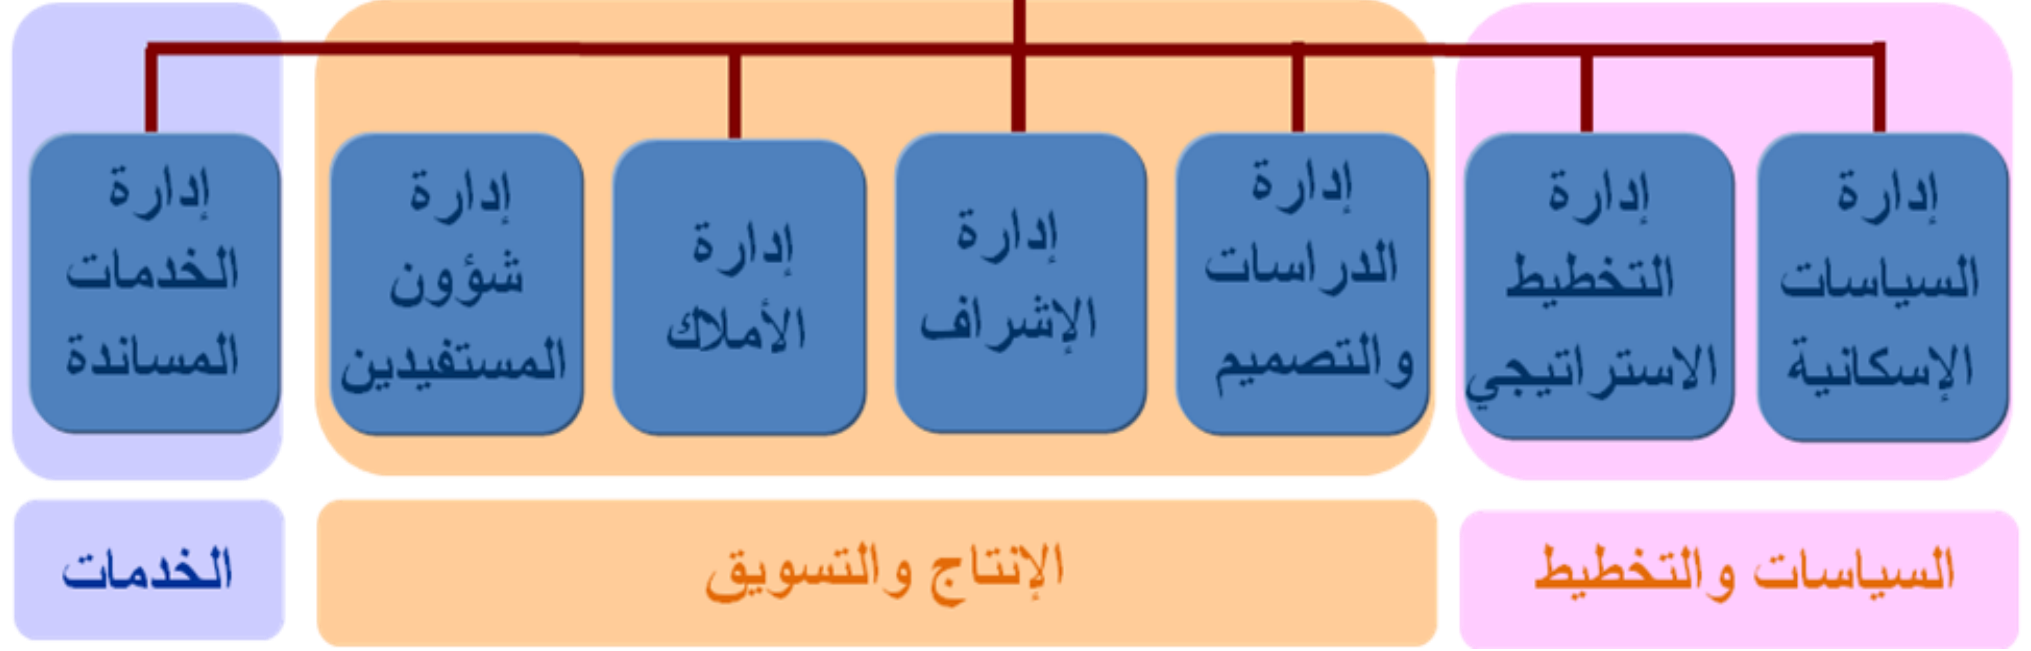 إدارة
السياسات
الإسكانية
إدارة
التخطيط
الاستراتيجي
إدارة
الدراسات
والتصميم
إدارة
الإشراف
إدارة
الأملاك
إدارة
شؤون
المستفيدين
إدارة
الخدمات
المساندة
السياسات والتخطيط
الإنتاج والتسويق
الخدمات